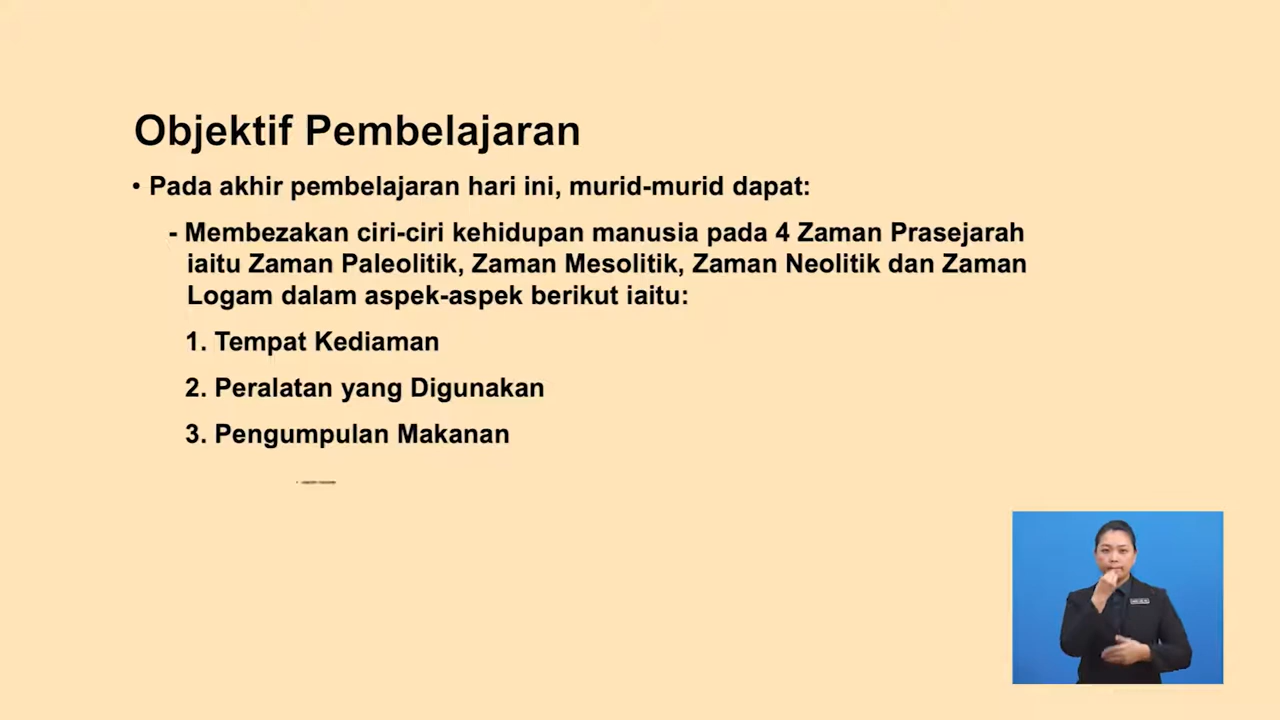 Objektif Pembelajaran
• Pada akhir pembelajaran hari ini, murid-murid dapat:
- Membezakan ciri-ciri kehidupan manusia pada 4 Zaman Prasejarah
iaitu Zaman Paleolitik, Zaman Mesolitik, Zaman Neolitik dan Zaman
Logam dalam aspek-aspek berikut iaitu:
1. Tempat Kediaman
2. Peralatan yang Digunakan
3. Pengumpulan Makanan